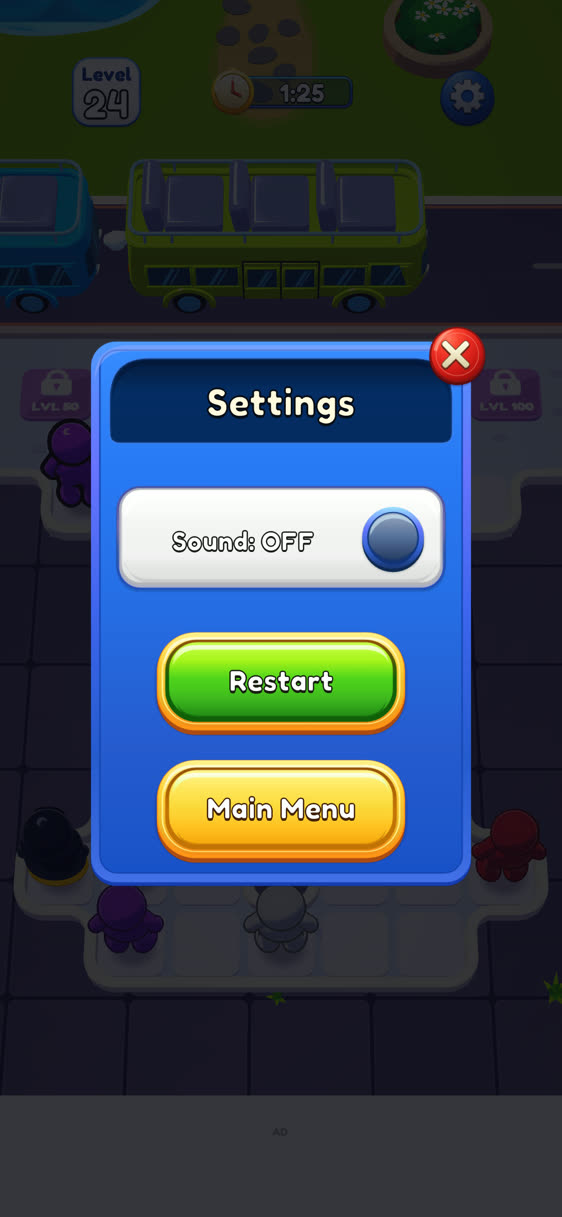 Level
24
1:25
LVL 50
LVL 100
Settings
Sound: OFF
Restart
Main Menu
AD